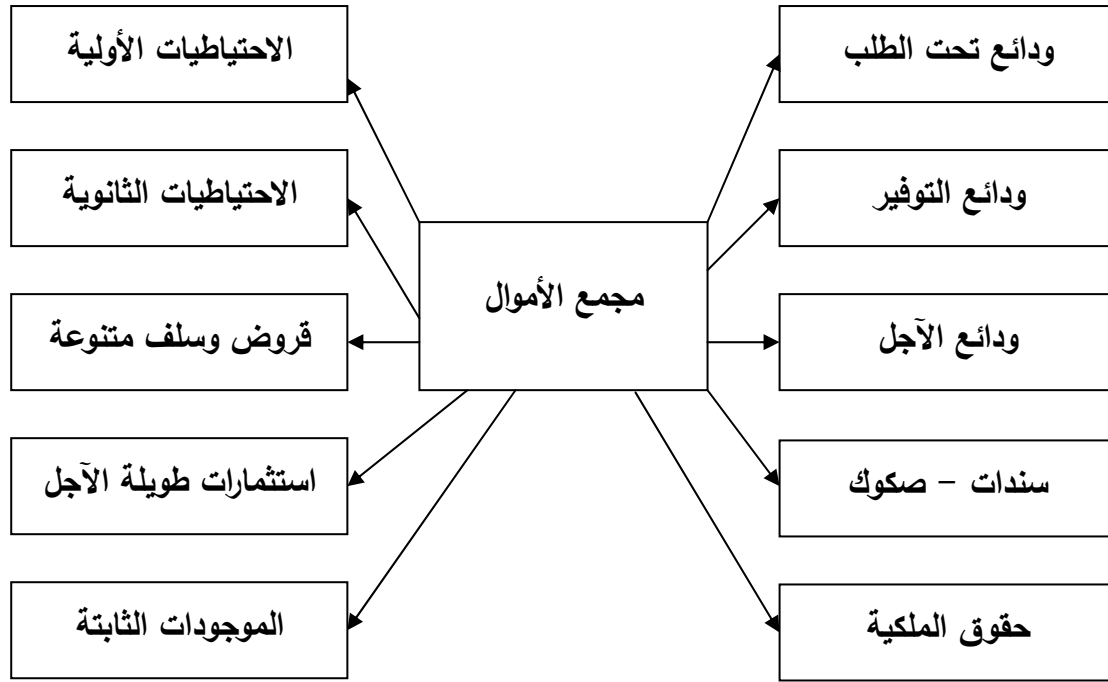 ودائع تحت الطلب
الاحتياطيات الأولية
ودائع التوفير
الاحتياطيات الثانوية
مجمع الأموال
ودائع الآجل
قروض وسلف متنوعة
سندات – صكوك
استثمارات طويلة الآجل
حقوق الملكية
الموجودات الثابتة